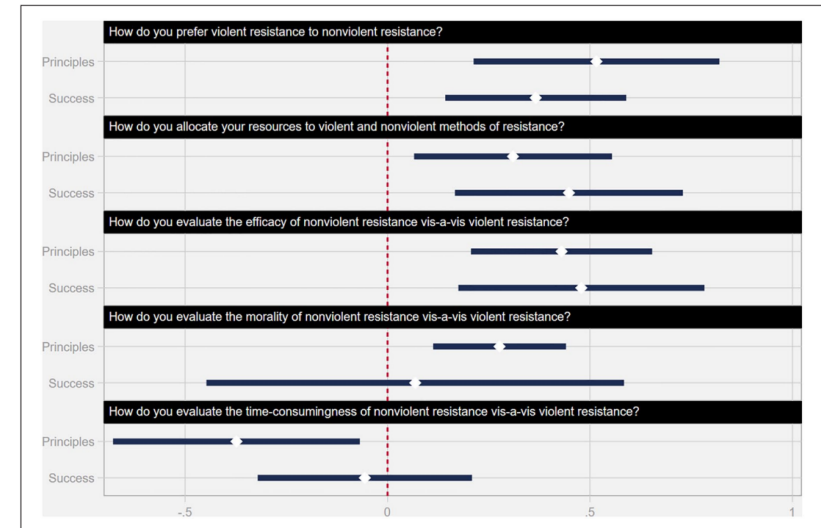 How do you prefer violent resistance to nonviolent resistance?
Principles
Success
How do you allocate your resources to violent and nonviolent methods of resistance?
Principles
Success
How do you evaluate the efficacy of nonviolent resistance vis-a-vis violent resistance?
Principles
Success
How do you evaluate the morality of nonviolent resistance vis-a-vis violent resistance?
Principles
Success
How do you evaluate the time-consumingness of nonviolent resistance vis-a-vis violent resistance?
Principles
Success
-.5 0 .5 1